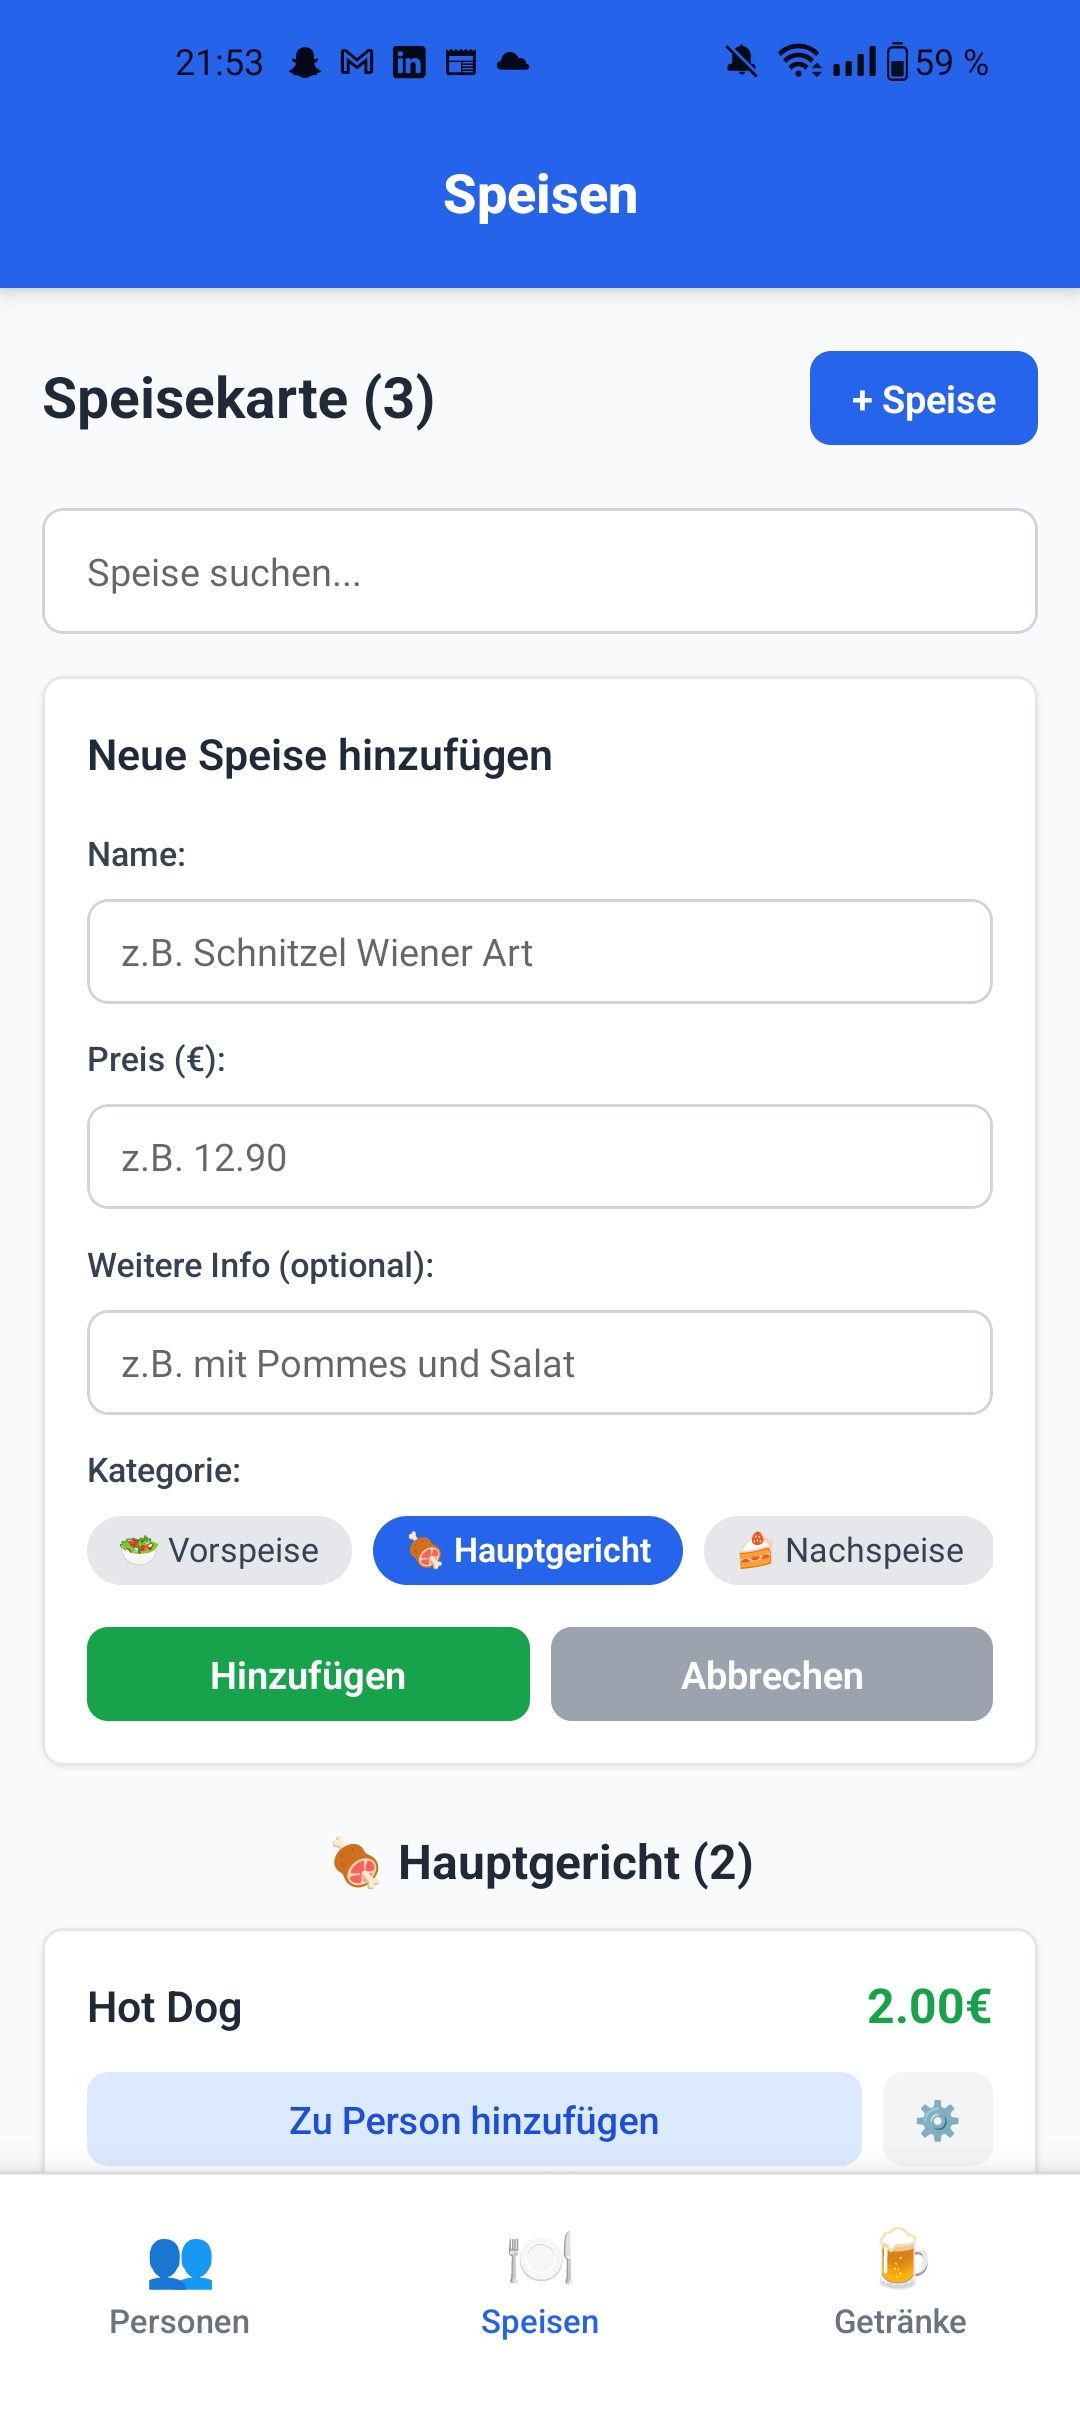 21:53 59 %
Speisen
Speisekarte (3)
+ Speise
Speise suchen...
Neue Speise hinzufügen
Name:
z.B. Schnitzel Wiener Art
Preis (€):
z.B. 12.90
Weitere Info (optional):
z.B. mit Pommes und Salat
Kategorie:
Vorspeise Hauptgericht Nachspeise
Hinzufügen Abbrechen
Hauptgericht (2)
Hot Dog 2.00€
Zu Person hinzufügen
Personen Speisen Getränke